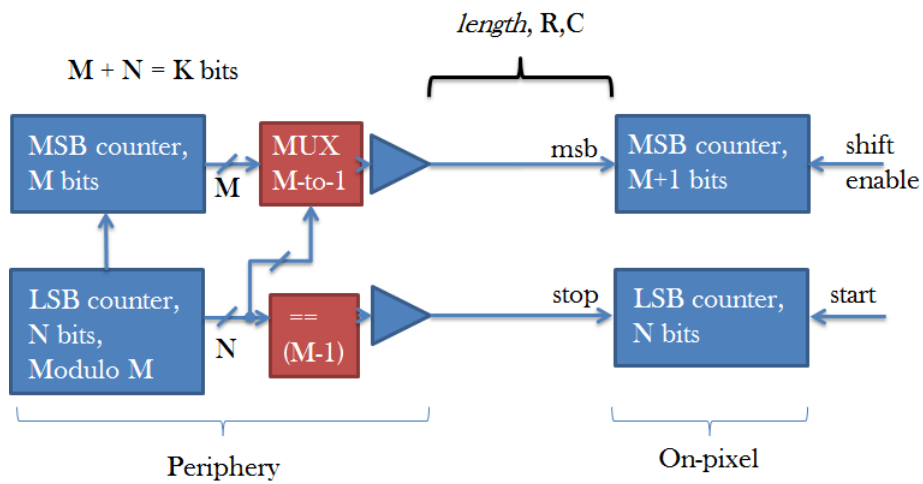 length, R,C
M + N = K bits
MSB counter,
M bits
M
MUX
M-to-1
msb
MSB counter,
M+1 bits
shift
enable
LSB counter,
N bits,
Modulo M
N
==
(M-1)
stop
LSB counter,
N bits
start
Periphery
On-pixel